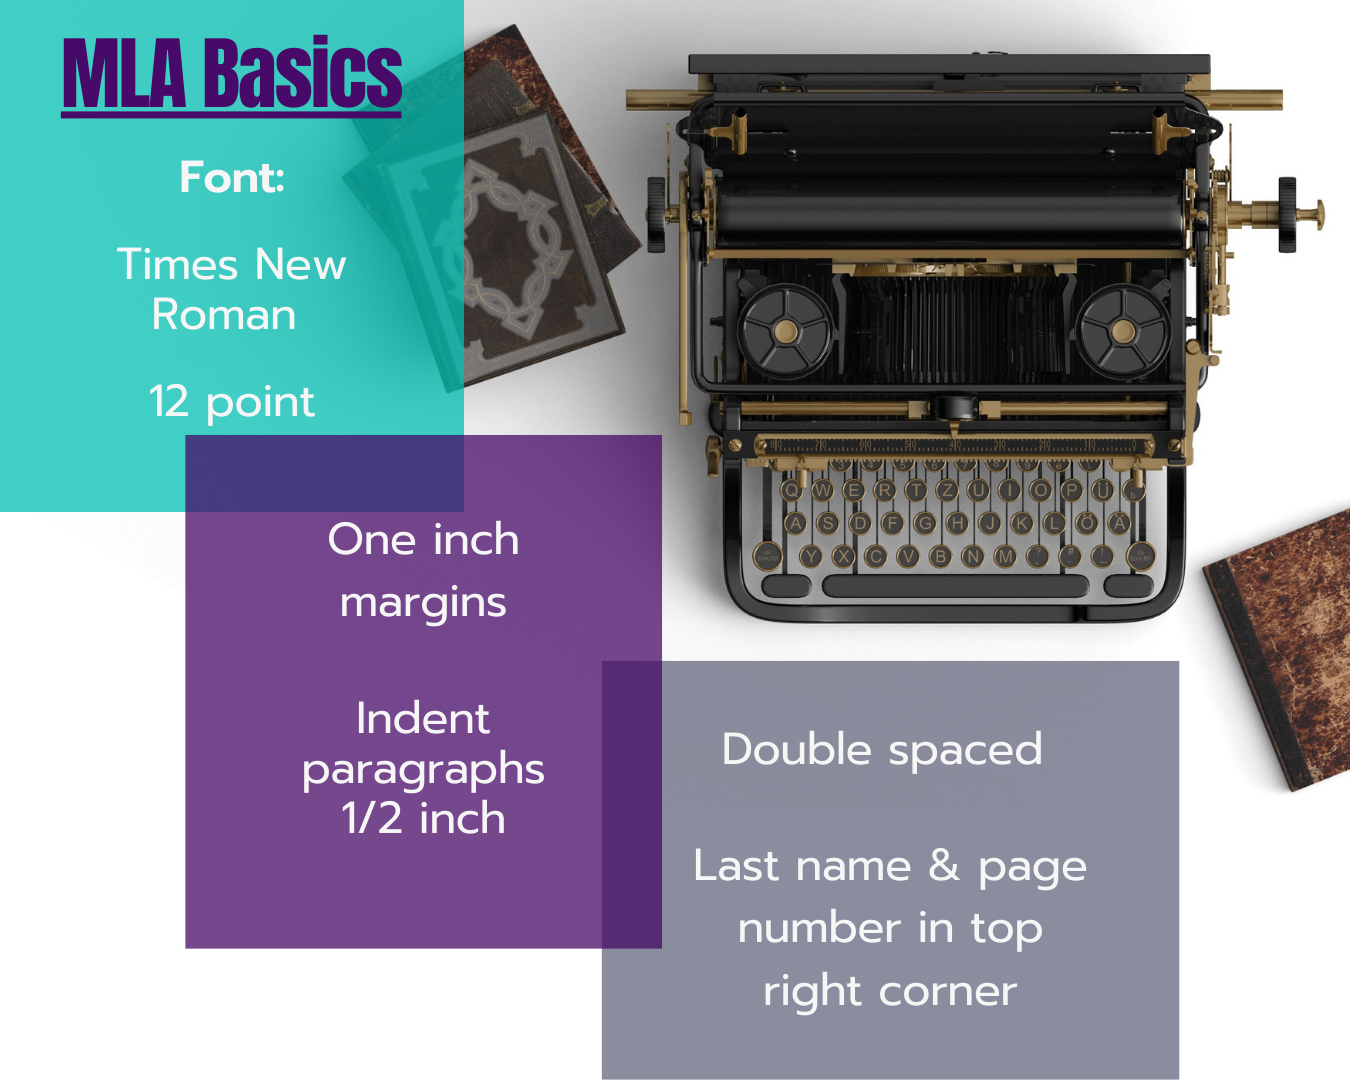 MLA Basics
Font:
Times New
Roman
12 point
One inch
margins
Indent
paragraphs
1/2 inch
Double spaced
Last name & page
number in top
right corner
Q W E R T Z U I O P Ü
A S D F G H J K L Ö Ä
Y X C V B N M ? # !